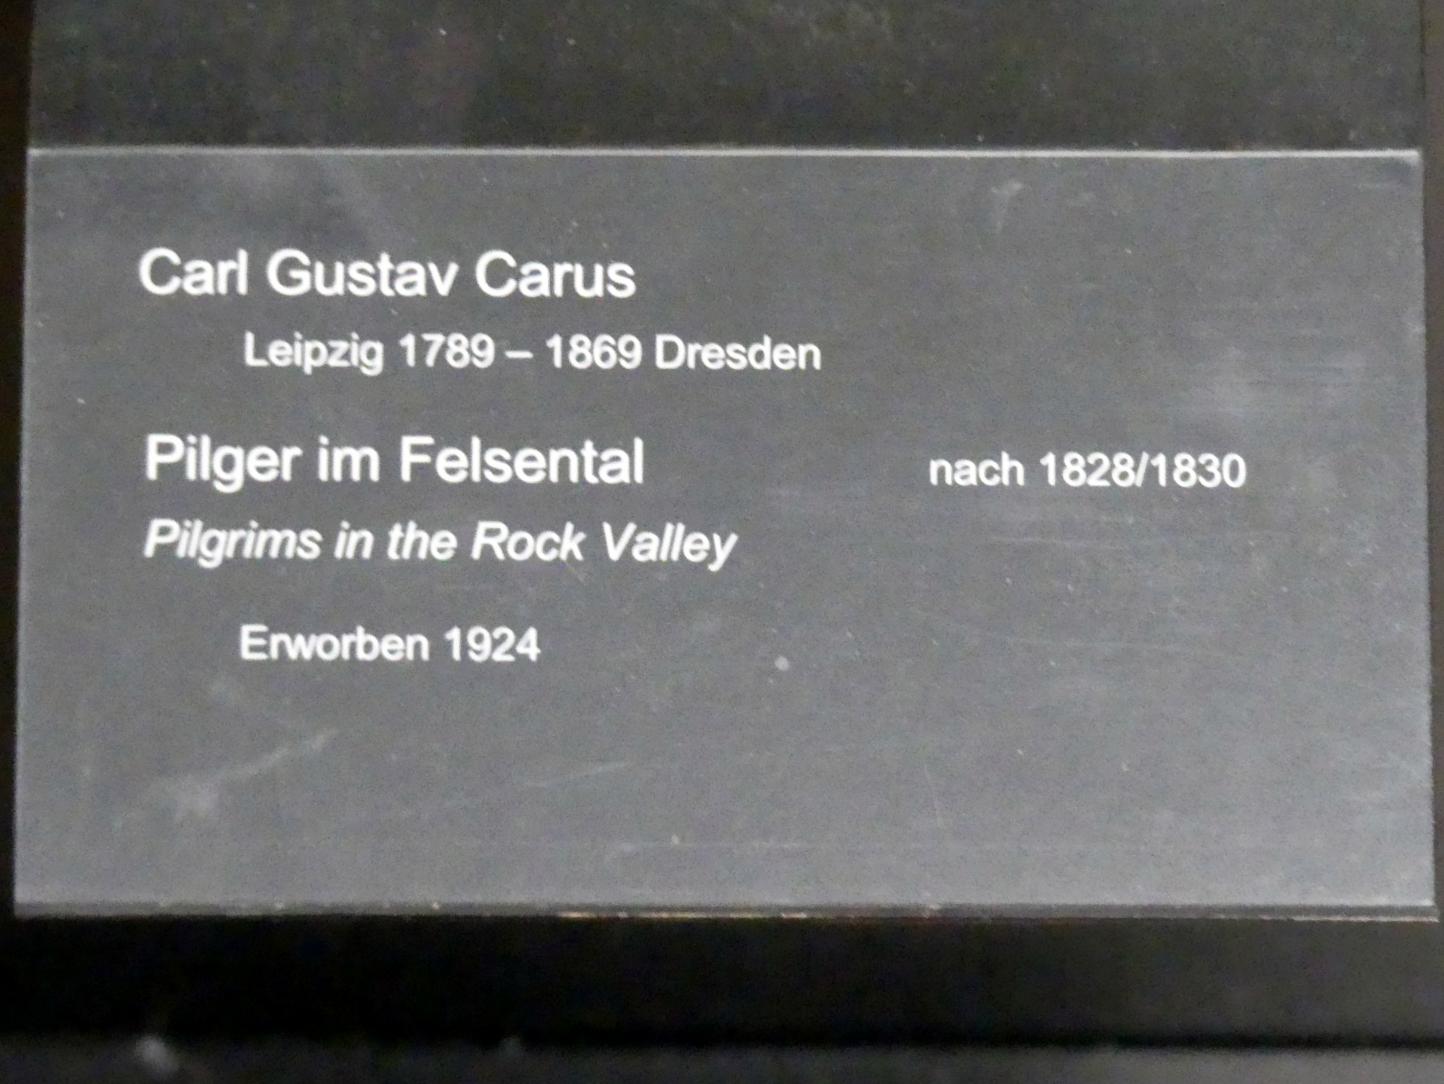 Carl Gustav Carus
Leipzig 1789 – 1869 Dresden
Pilger im Felsental nach 1828/1830
Pilgrims in the Rock Valley
Erworben 1924